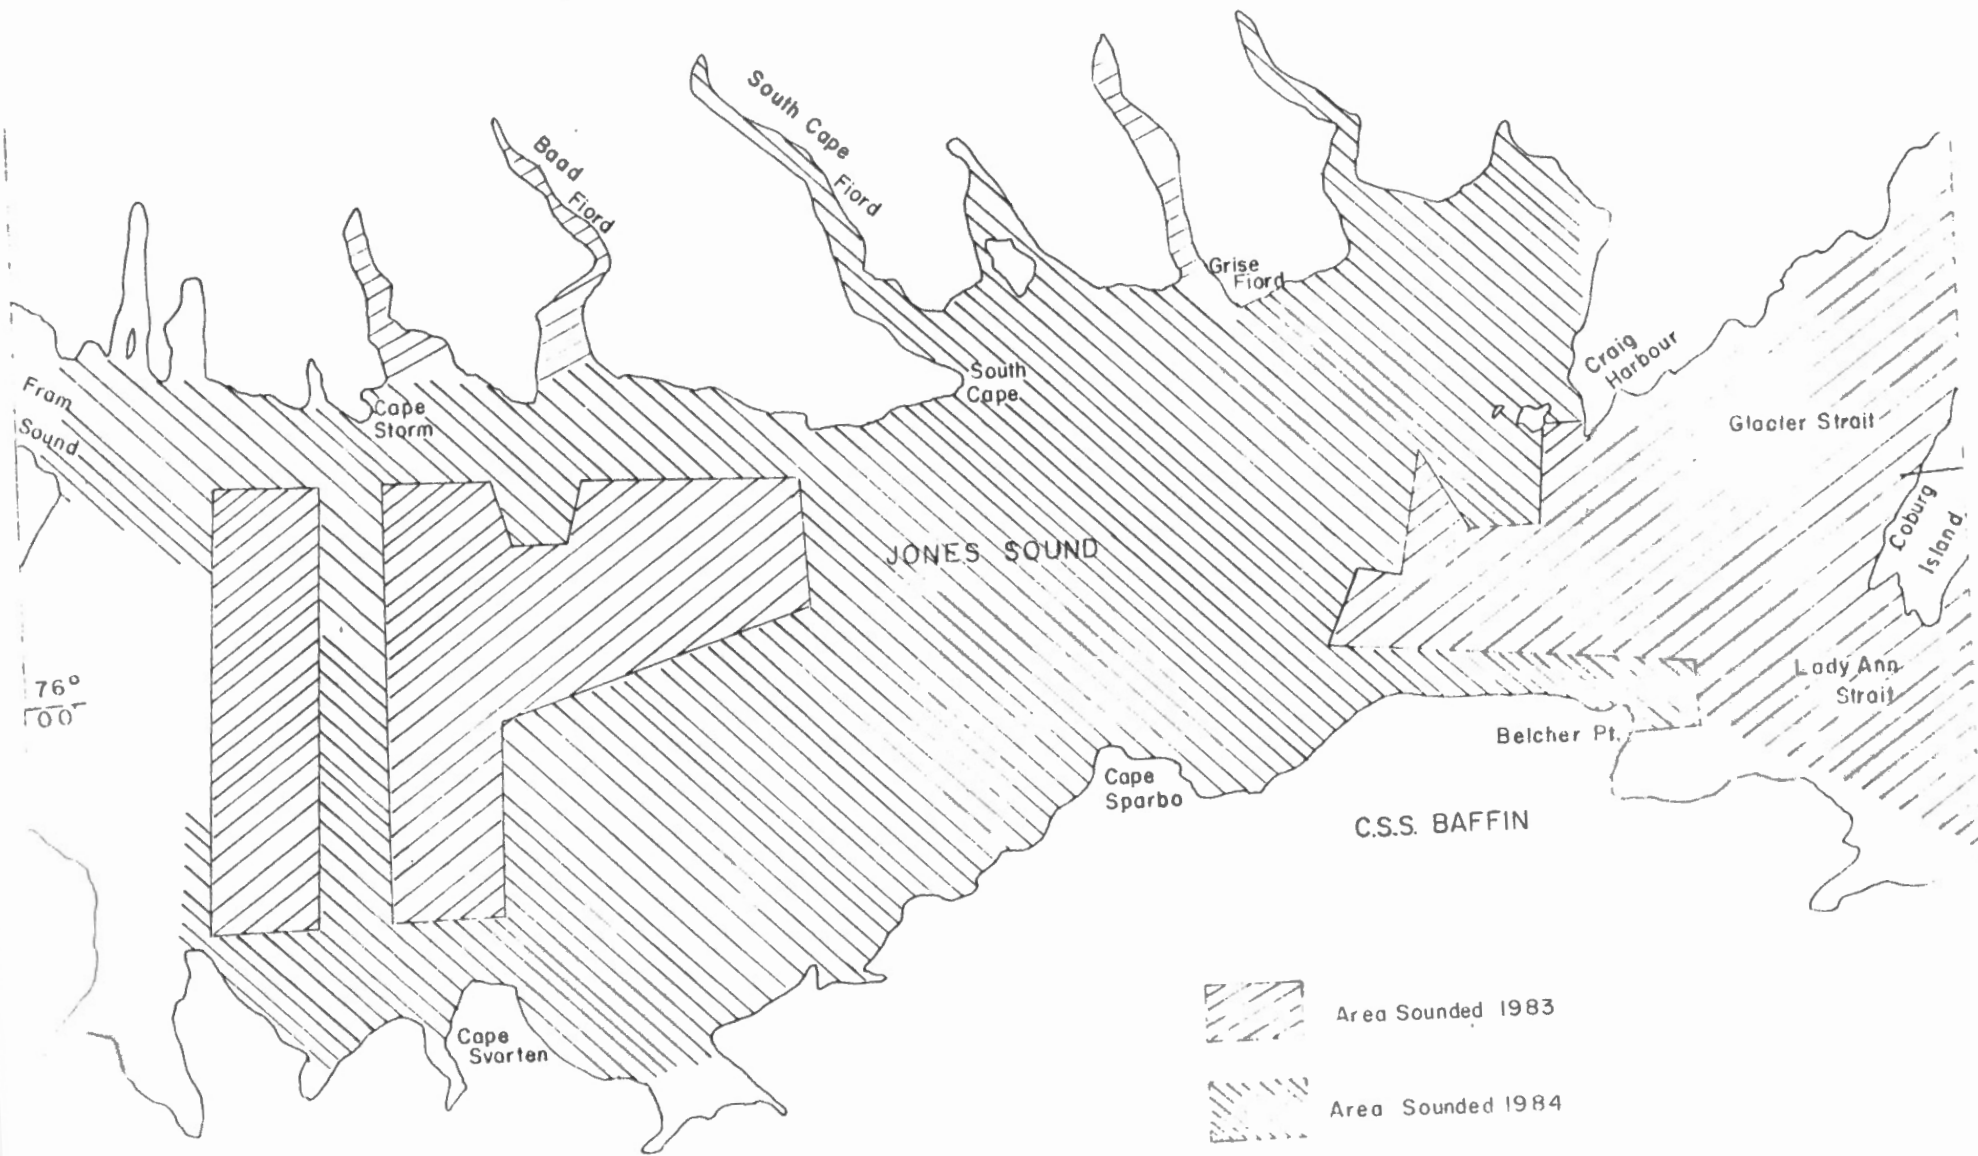 South Cape
Fiord
Baad
Fiord
Grise
Fiord
Craig
Harbour
Fram
Sound
Cape
Storm
South
Cape
Glacier Strait
Coburg
Island
JONES SOUND
76°
00'
Lady Ann
Strait
Belcher Pt.
Cape
Sparbo
C.S.S. BAFFIN
Cape
Svarten
Area Sounded 1983
Area Sounded 1984